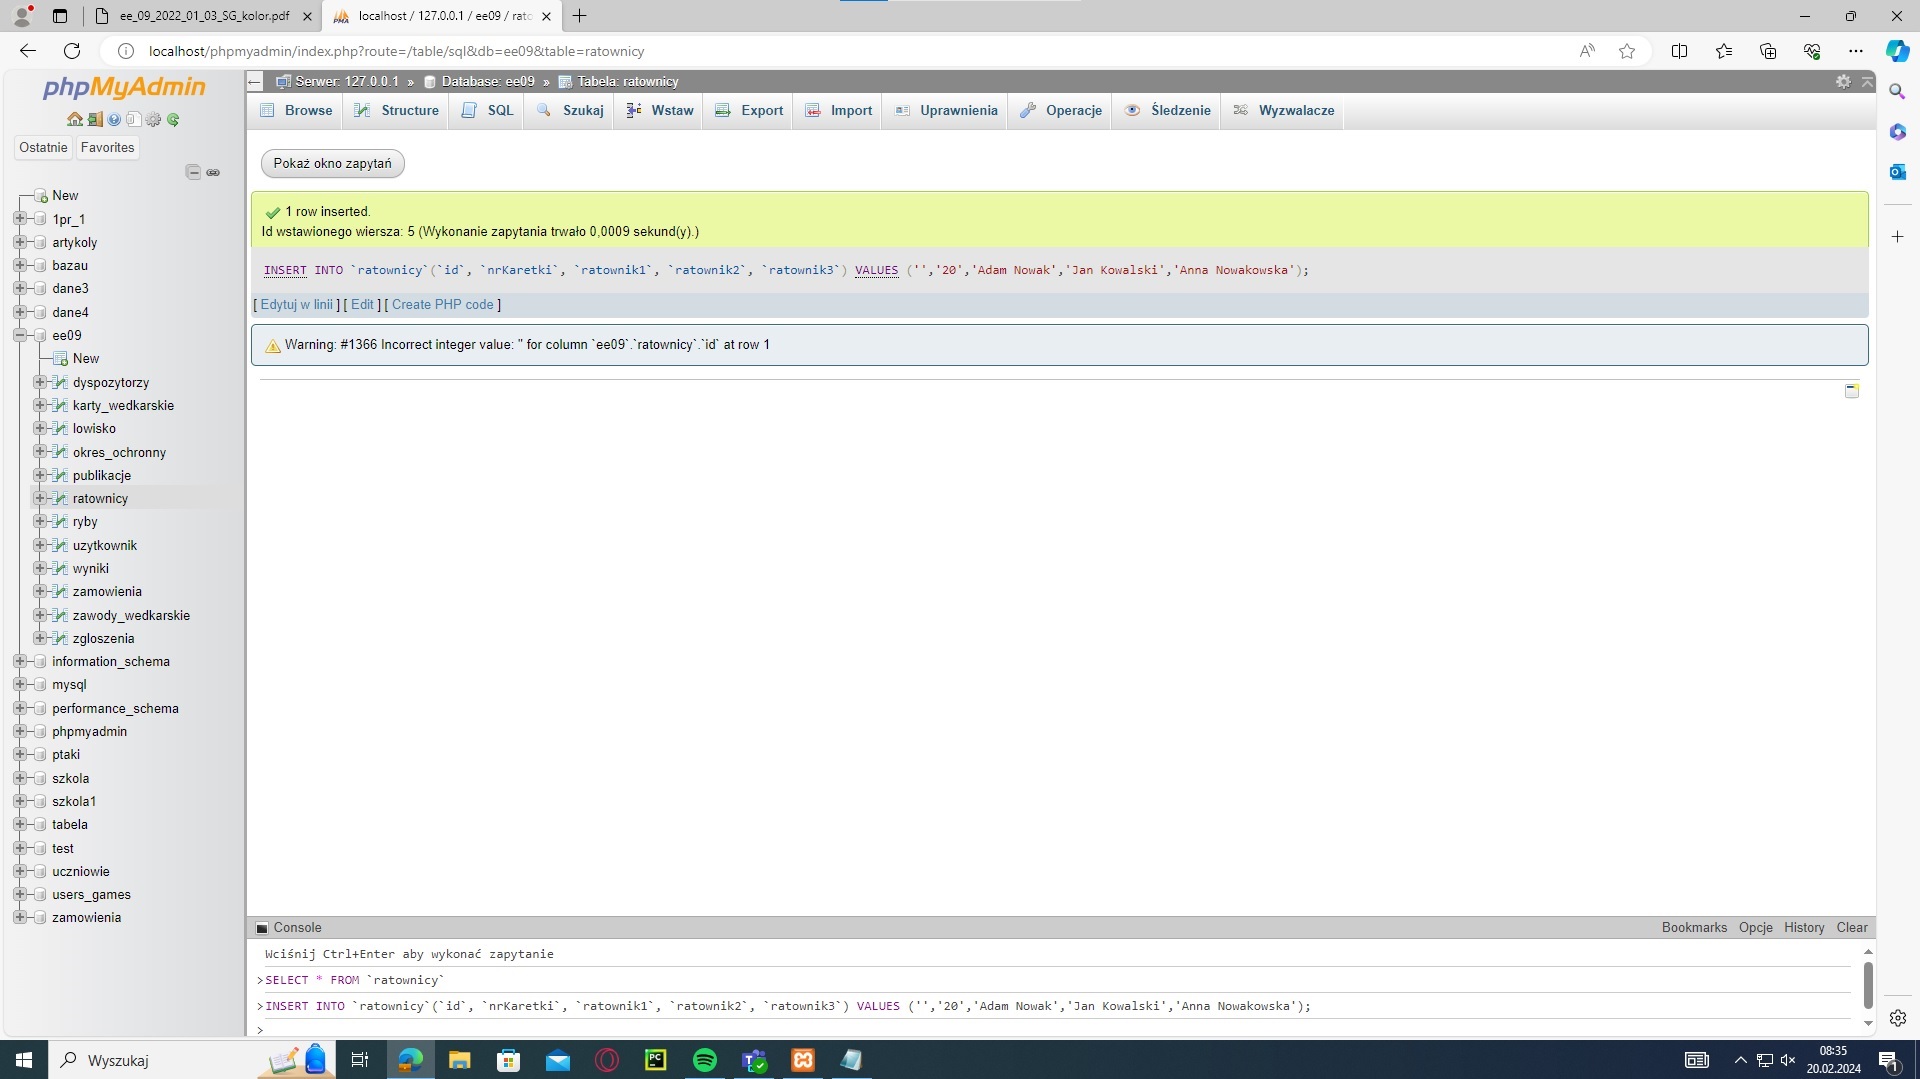 ee_09_2022_01_03_SG_kolor.pdf
localhost / 127.0.0.1 / ee09 / rato
localhost/phpmyadmin/index.php?route=/table/sql&db=ee09&table=ratownicy
phpMyAdmin
Ostatnie
Favorites
New
1pr_1
artykoly
bazau
dane3
dane4
ee09
New
dyspozytorzy
karty_wedkarskie
lowisko
okres_ochronny
publikacje
ratownicy
ryby
uzytkownik
wyniki
zamowienia
zawody_wedkarskie
zgloszenia
information_schema
mysql
performance_schema
phpmyadmin
ptaki
szkola
szkola1
tabela
test
uczniowie
users_games
zamowienia
Serwer: 127.0.0.1 » Database: ee09 » Tabela: ratownicy
Browse
Structure
SQL
Szukaj
Wstaw
Export
Import
Uprawnienia
Operacje
Śledzenie
Wyzwalacze
Pokaż okno zapytań
1 row inserted.
Id wstawionego wiersza: 5 (Wykonanie zapytania trwało 0,0009 sekund(y).)
INSERT INTO `ratownicy`(`id`, `nrKaretki`, `ratownik1`, `ratownik2`, `ratownik3`) VALUES ('','20','Adam Nowak','Jan Kowalski','Anna Nowakowska');
[ Edytuj w linii ] [ Edit ] [ Create PHP code ]
Warning: #1366 Incorrect integer value: '' for column `ee09`.`ratownicy`.`id` at row 1
Console
Bookmarks
Opcje
History
Clear
Wciśnij Ctrl+Enter aby wykonać zapytanie
>SELECT * FROM `ratownicy`
>INSERT INTO `ratownicy`(`id`, `nrKaretki`, `ratownik1`, `ratownik2`, `ratownik3`) VALUES ('','20','Adam Nowak','Jan Kowalski','Anna Nowakowska');
>
Wyszukaj
08:35
20.02.2024
1